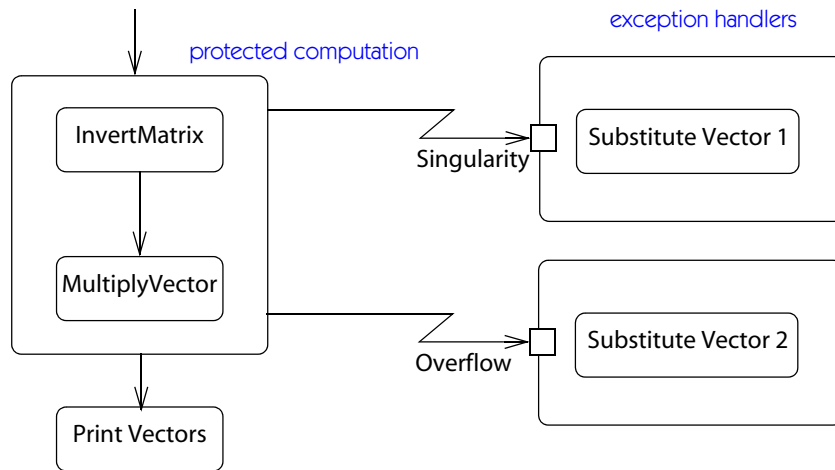 exception handlers
protected computation
InvertMatrix
Substitute Vector 1
Singularity
MultiplyVector
Substitute Vector 2
Overflow
Print Vectors